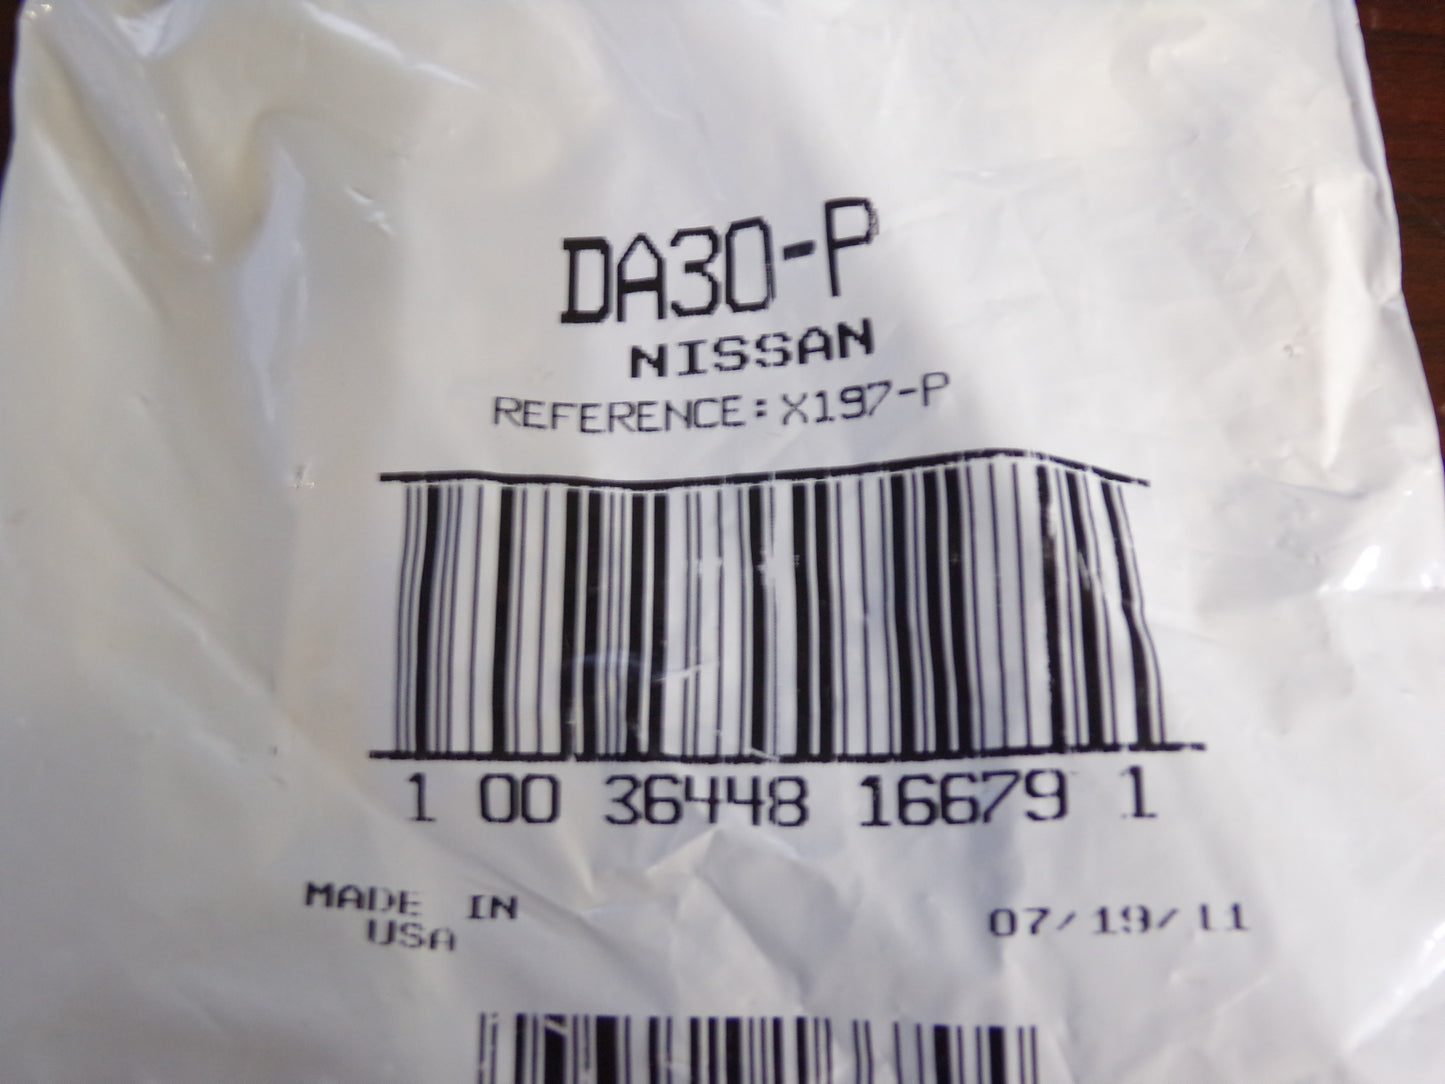 DA30-P
NISSAN
REFERENCE: X197-P
1 00 36448 16679 1
MADE IN
USA
07/19/11